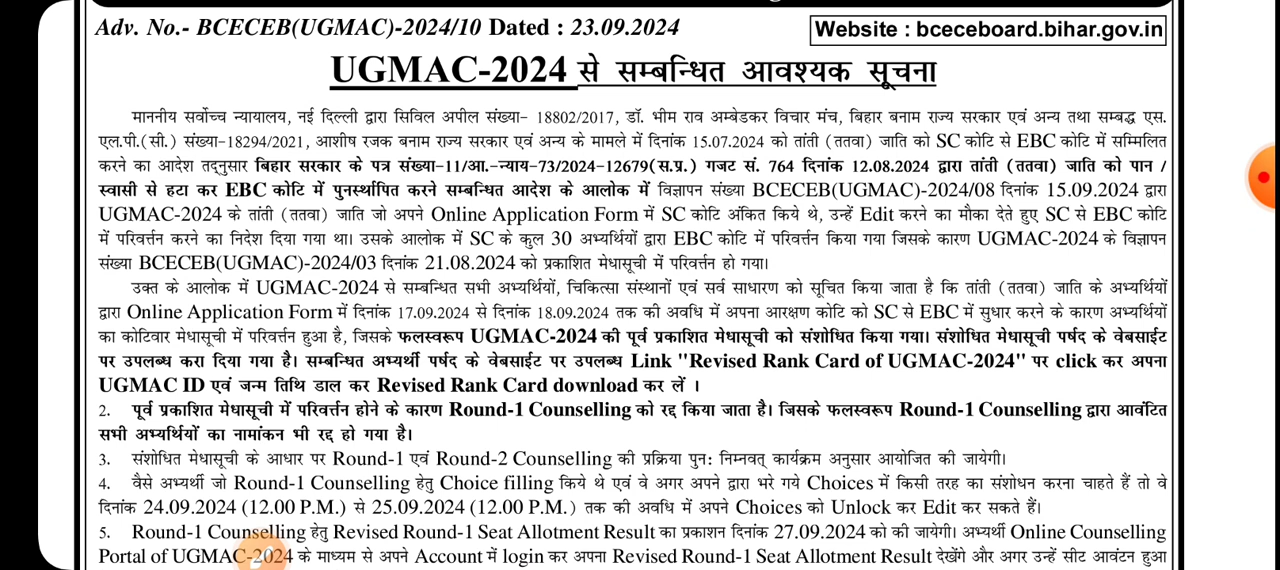 Adv. No.- BCECEB(UGMAC)-2024/10 Dated : 23.09.2024 Website : bceceboard.bihar.gov.in
UGMAC-2024 से सम्बन्धित आवश्यक सूचना
माननीय सर्वोच्च न्यायालय, नई दिल्ली द्वारा सिविल अपील संख्या- 18802/2017, डॉ. भीम राव अम्बेडकर विचार मंच, बिहार बनाम राज्य सरकार एवं अन्य तथा सम्बद्ध एस.
एल.पी.(सी.) संख्या-18294/2021, आशीष रजक बनाम राज्य सरकार एवं अन्य के मामले में दिनांक 15.07.2024 को तांती (ततवा) जाति को SC कोटि से EBC कोटि में सम्मिलित
करने का आदेश तद्नुसार बिहार सरकार के पत्र संख्या-11/आ.-न्याय-73/2024-12679(स.प्र.) गजट सं. 764 दिनांक 12.08.2024 द्वारा तांती (ततवा) जाति को पान /
स्वासी से हटा कर EBC कोटि में पुनर्स्थापित करने सम्बन्धित आदेश के आलोक में विज्ञापन संख्या BCECEB(UGMAC)-2024/08 दिनांक 15.09.2024 द्वारा
UGMAC-2024 के तांती (ततवा) जाति जो अपने Online Application Form में SC कोटि अंकित किये थे, उन्हें Edit करने का मौका देते हुए SC से EBC कोटि
में परिवर्त्तन करने का निदेश दिया गया था। उसके आलोक में SC के कुल 30 अभ्यर्थियों द्वारा EBC कोटि में परिवर्त्तन किया गया जिसके कारण UGMAC-2024 के विज्ञापन
संख्या BCECEB(UGMAC)-2024/03 दिनांक 21.08.2024 को प्रकाशित मेधासूची में परिवर्त्तन हो गया।
उक्त के आलोक में UGMAC-2024 से सम्बन्धित सभी अभ्यर्थियों, चिकित्सा संस्थानों एवं सर्व साधारण को सूचित किया जाता है कि तांती (ततवा) जाति के अभ्यर्थियों
द्वारा Online Application Form में दिनांक 17.09.2024 से दिनांक 18.09.2024 तक की अवधि में अपना आरक्षण कोटि को SC से EBC में सुधार करने के कारण अभ्यर्थियों
का कोटिवार मेधासूची में परिवर्तन हुआ है, जिसके फलस्वरूप UGMAC-2024 की पूर्व प्रकाशित मेधासूची को संशोधित किया गया। संशोधित मेधासूची पर्षद के वेबसाईट
पर उपलब्ध करा दिया गया है। सम्बन्धित अभ्यर्थी पर्षद के वेबसाईट पर उपलब्ध Link "Revised Rank Card of UGMAC-2024" पर click कर अपना
UGMAC ID एवं जन्म तिथि डाल कर Revised Rank Card download कर लें ।
2. पूर्व प्रकाशित मेधासूची में परिवर्तन होने के कारण Round-1 Counselling को रद्द किया जाता है। जिसके फलस्वरूप Round-1 Counselling द्वारा आवंटित
सभी अभ्यर्थियों का नामांकन भी रद्द हो गया है।
3. संशोधित मेधासूची के आधार पर Round-1 एवं Round-2 Counselling की प्रक्रिया पुन: निम्नवत् कार्यक्रम अनुसार आयोजित की जायेगी।
4. वैसे अभ्यर्थी जो Round-1 Counselling हेतु Choice filling किये थे एवं वे अगर अपने द्वारा भरे गये Choices में किसी तरह का संशोधन करना चाहते हैं तो वे
दिनांक 24.09.2024 (12.00 P.M.) से 25.09.2024 (12.00 P.M.) तक की अवधि में अपने Choices को Unlock कर Edit कर सकते हैं।
5. Round-1 Counselling हेतु Revised Round-1 Seat Allotment Result का प्रकाशन दिनांक 27.09.2024 को की जायेगी। अभ्यर्थी Online Counselling
Portal of UGMAC-2024 के माध्यम से अपने Account में login कर अपना Revised Round-1 Seat Allotment Result देखेंगे और अगर उन्हें सीट आवंटन हुआ